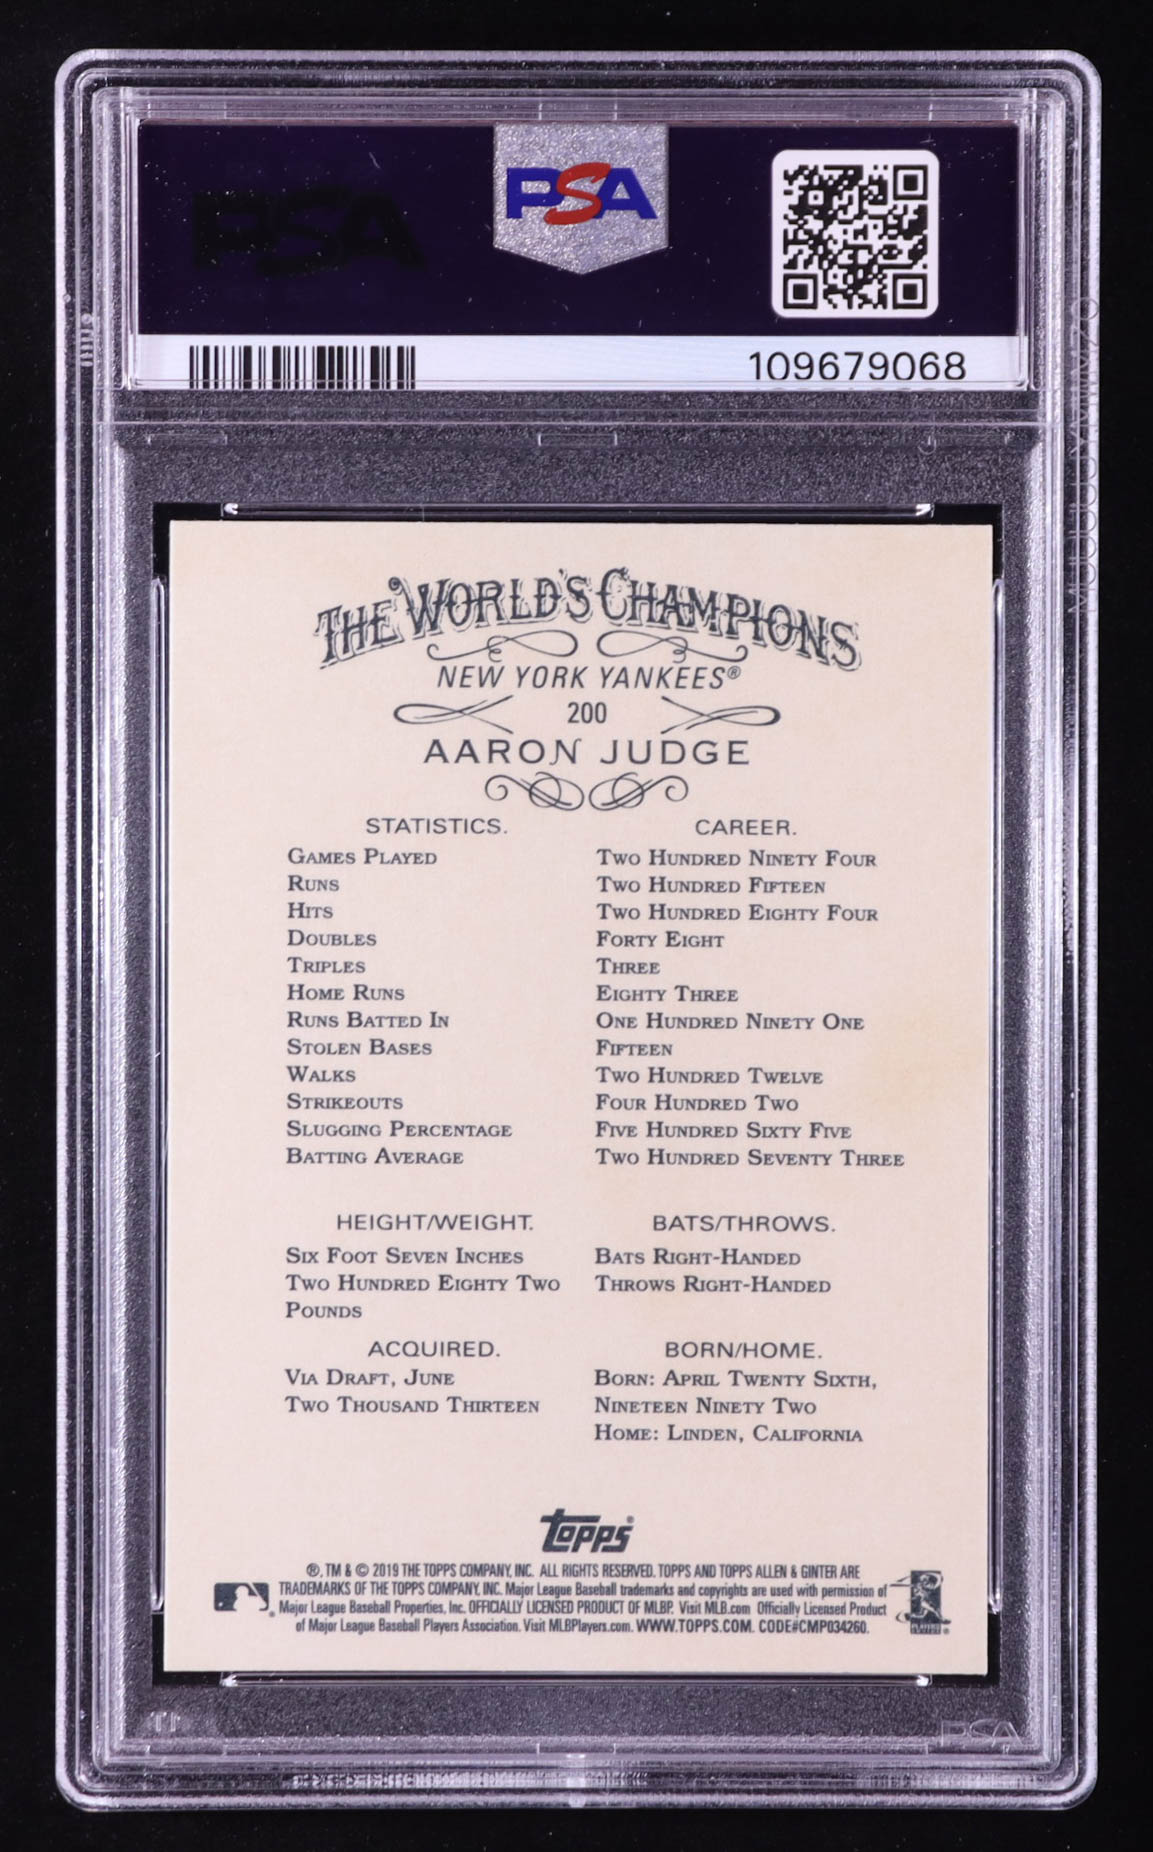 PSA
PSA
109679068
THE WORLD'S CHAMPIONS
NEW YORK YANKEES®
200
AARON JUDGE
STATISTICS. CAREER.
GAMES PLAYED TWO HUNDRED NINETY FOUR
RUNS TWO HUNDRED FIFTEEN
HITS TWO HUNDRED EIGHTY FOUR
DOUBLES FORTY EIGHT
TRIPLES THREE
HOME RUNS EIGHTY THREE
RUNS BATTED IN ONE HUNDRED NINETY ONE
STOLEN BASES FIFTEEN
WALKS TWO HUNDRED TWELVE
STRIKEOUTS FOUR HUNDRED TWO
SLUGGING PERCENTAGE FIVE HUNDRED SIXTY FIVE
BATTING AVERAGE TWO HUNDRED SEVENTY THREE
HEIGHT/WEIGHT.
SIX FOOT SEVEN INCHES
TWO HUNDRED EIGHTY TWO
POUNDS
BATS/THROWS.
BATS RIGHT-HANDED
THROWS RIGHT-HANDED
ACQUIRED.
VIA DRAFT, JUNE
TWO THOUSAND THIRTEEN
BORN/HOME.
BORN: APRIL TWENTY SIXTH,
NINETEEN NINETY TWO
HOME: LINDEN, CALIFORNIA
topps®
®, TM & © 2019 THE TOPPS COMPANY, INC. ALL RIGHTS RESERVED. TOPPS AND TOPPS ALLEN & GINTER ARE
TRADEMARKS OF THE TOPPS COMPANY, INC. Major League Baseball trademarks and copyrights are used with permission of
Major League Baseball Properties, Inc. OFFICIALLY LICENSED PRODUCT OF MLBP. Visit MLB.com Officially Licensed Product
of Major League Baseball Players Association. Visit MLBPlayers.com. WWW.TOPPS.COM. CODE#CMP034260.
PSA